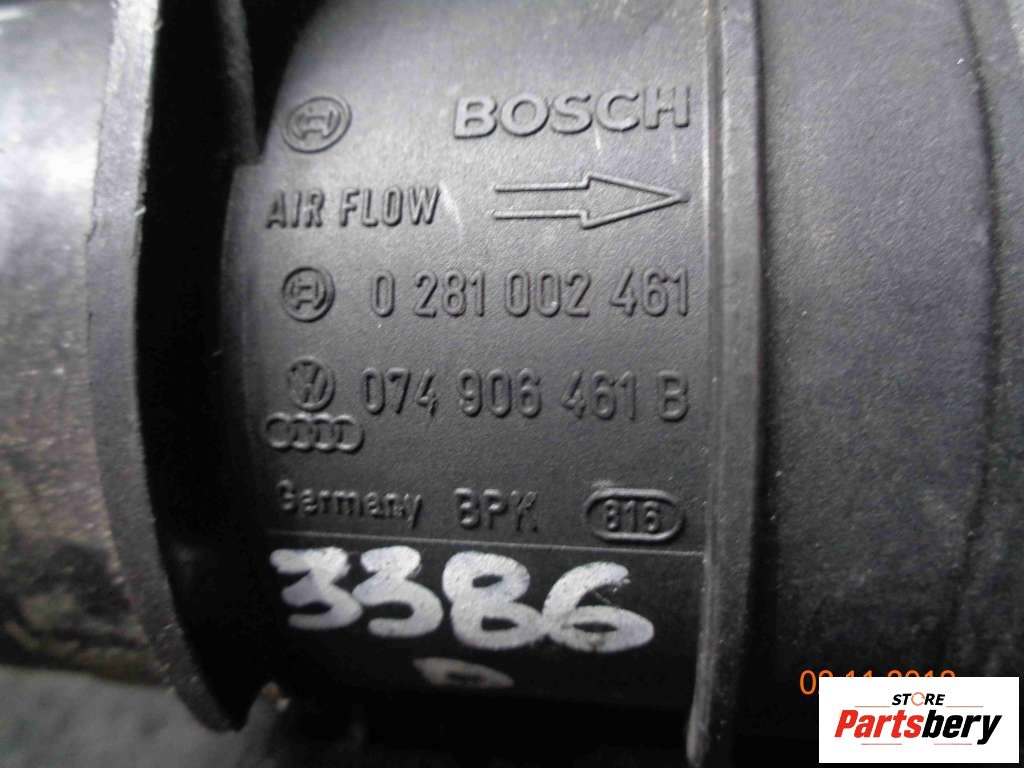 BOSCH
AIR FLOW
0 281 002 461
074 906 461 B
Germany BPK 816
3386
STORE
Partsbery